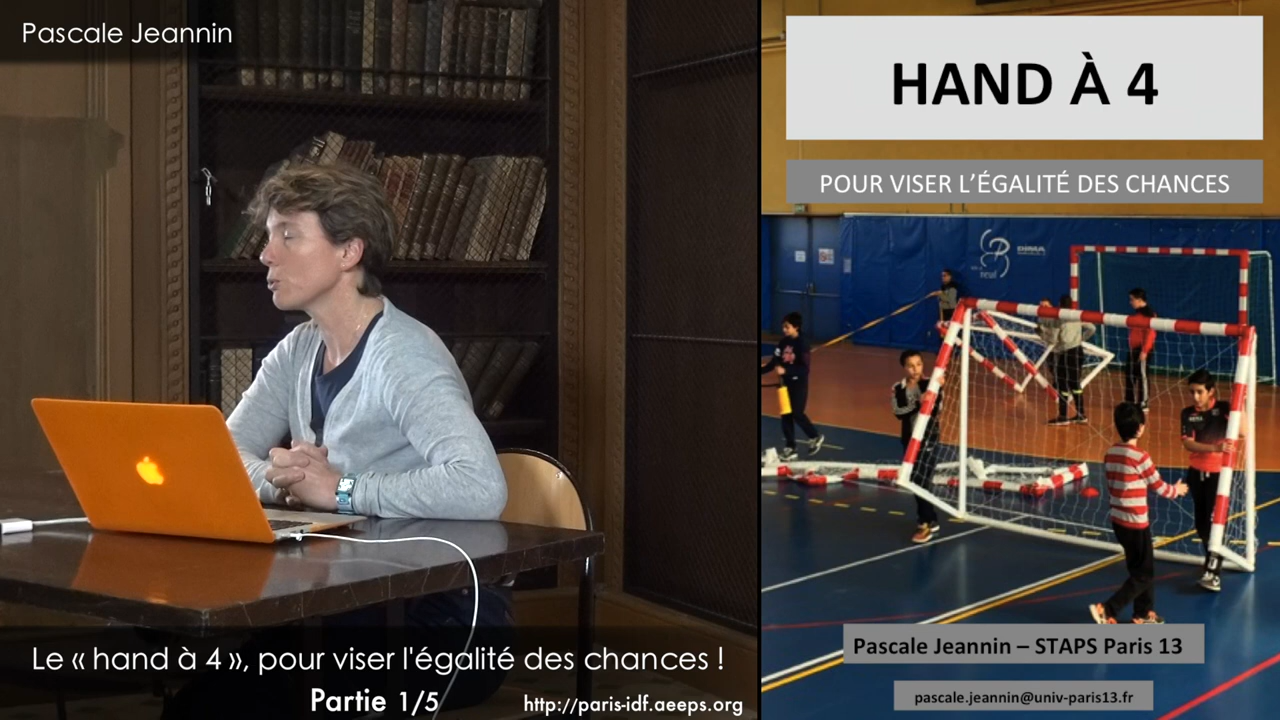 Pascale Jeannin
Le « hand à 4 », pour viser l'égalité des chances !
Partie 1/5
http://paris-idf.aeeps.org
HAND À 4
POUR VISER L’ÉGALITÉ DES CHANCES
DIMA
Pascale Jeannin – STAPS Paris 13
pascale.jeannin@univ-paris13.fr